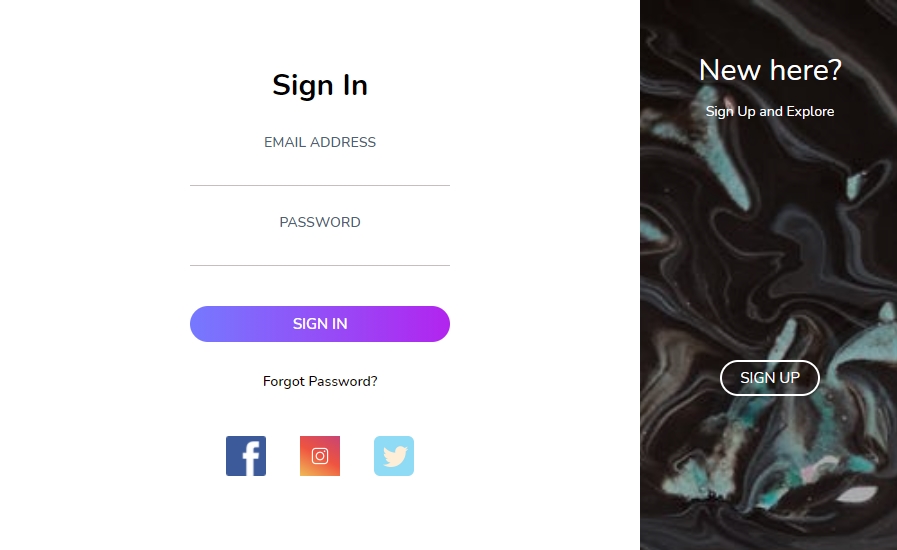 Sign In
EMAIL ADDRESS
PASSWORD
SIGN IN
Forgot Password?
New here?
Sign Up and Explore
SIGN UP